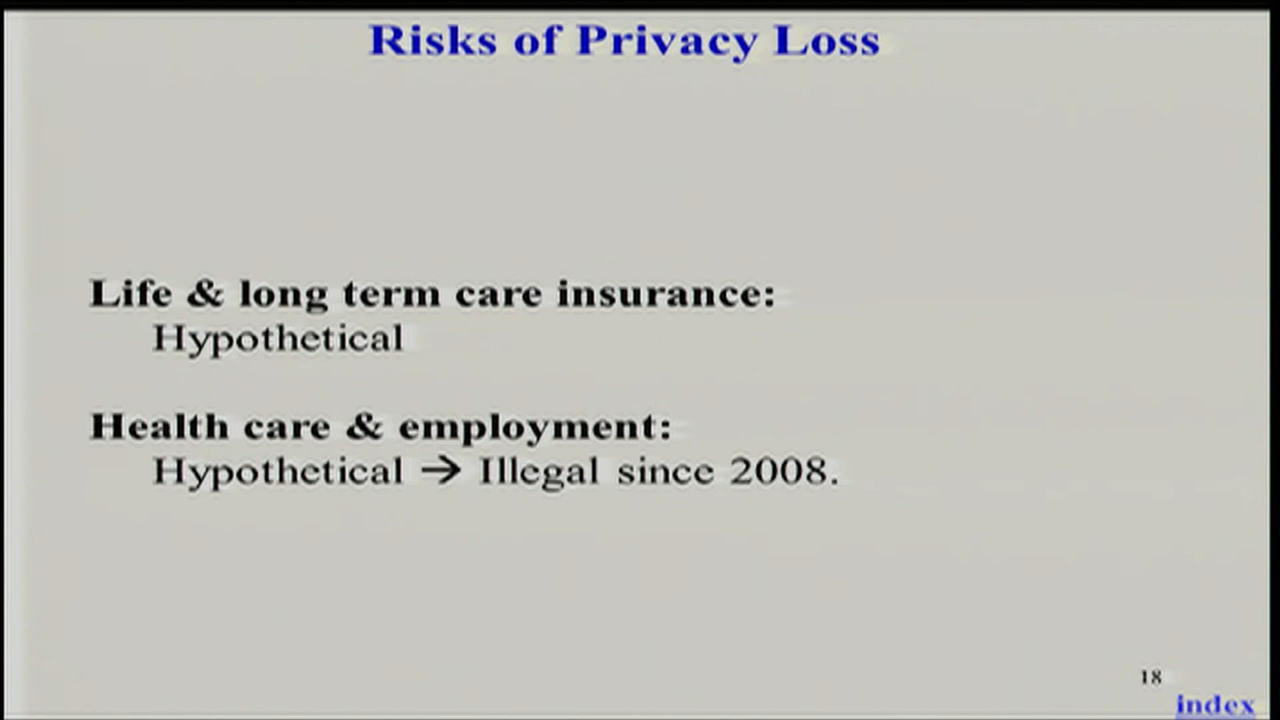 Risks of Privacy Loss
Life & long term care insurance:
Hypothetical
Health care & employment:
Hypothetical → Illegal since 2008.
18
index